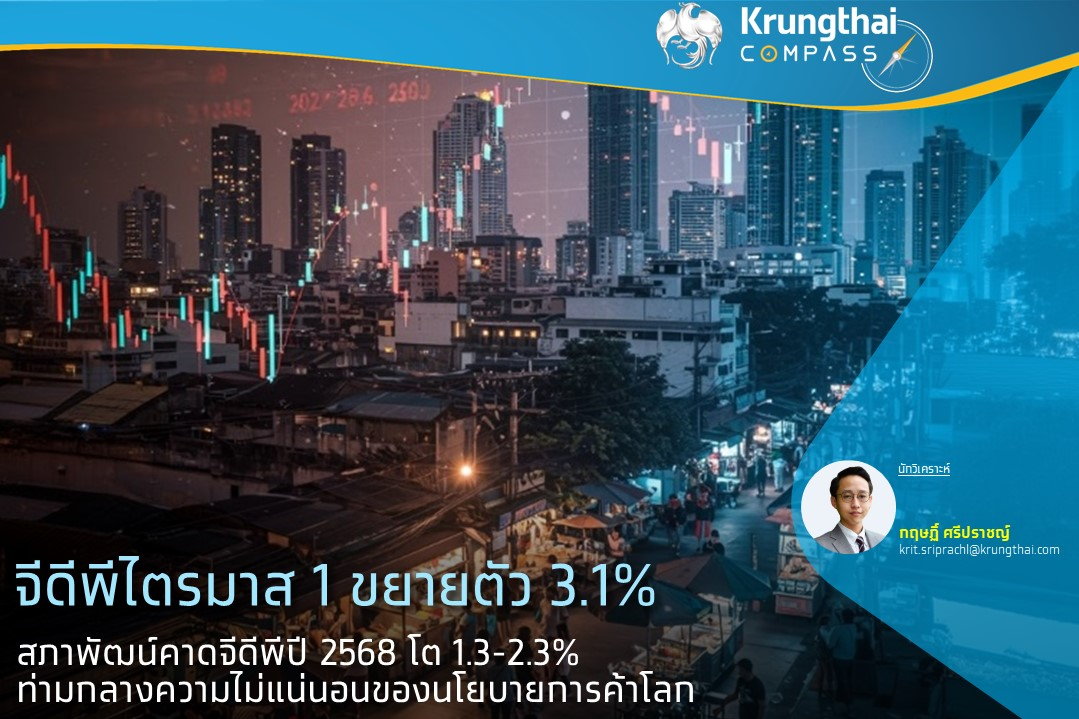 Krungthai
COMPASS
นักวิเคราะห์
กฤษฏิ์ ศรีปราชญ์
krit.sriprachl@krungthai.com
จีดีพีไตรมาส 1 ขยายตัว 3.1%
สภาพัฒน์คาดจีดีพีปี 2568 โต 1.3-2.3%
ท่ามกลางความไม่แน่นอนของนโยบายการค้าโลก